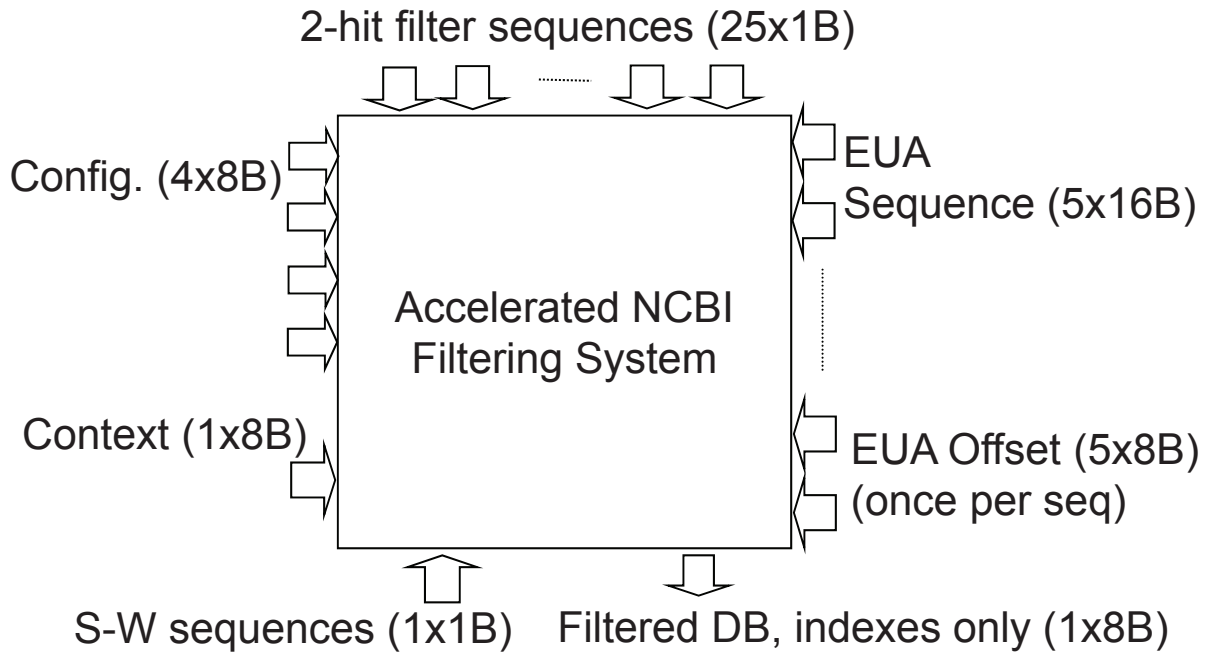 2-hit filter sequences (25x1B)
Config. (4x8B)
EUA
Sequence (5x16B)
Accelerated NCBI
Filtering System
Context (1x8B)
EUA Offset (5x8B)
(once per seq)
S-W sequences (1x1B)
Filtered DB, indexes only (1x8B)